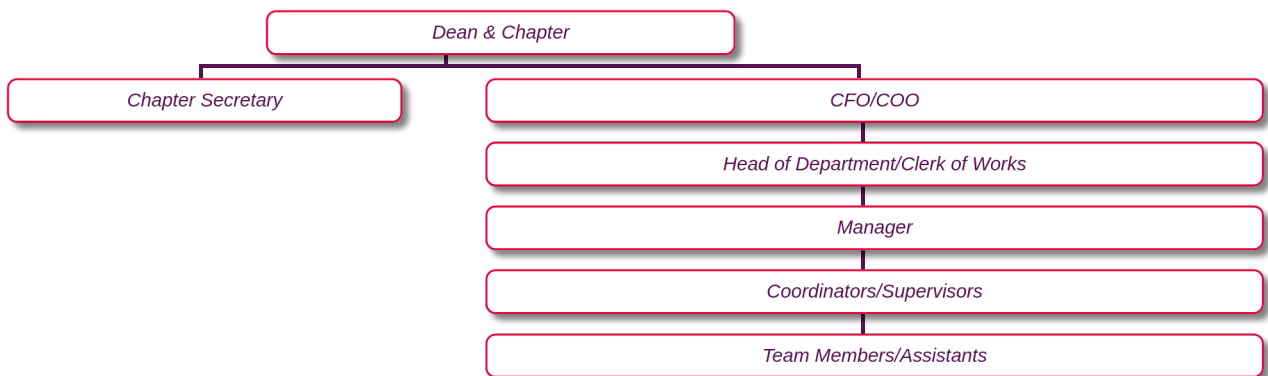 Dean & Chapter
Chapter Secretary
CFO/COO
Head of Department/Clerk of Works
Manager
Coordinators/Supervisors
Team Members/Assistants